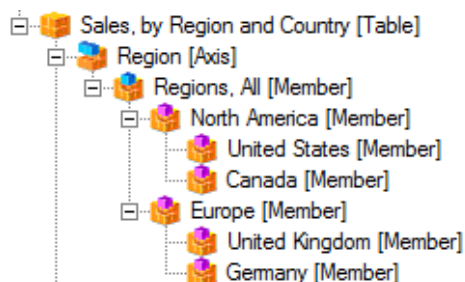 Sales, by Region and Country [Table]
Region [Axis]
Regions, All [Member]
North America [Member]
United States [Member]
Canada [Member]
Europe [Member]
United Kingdom [Member]
Germany [Member]